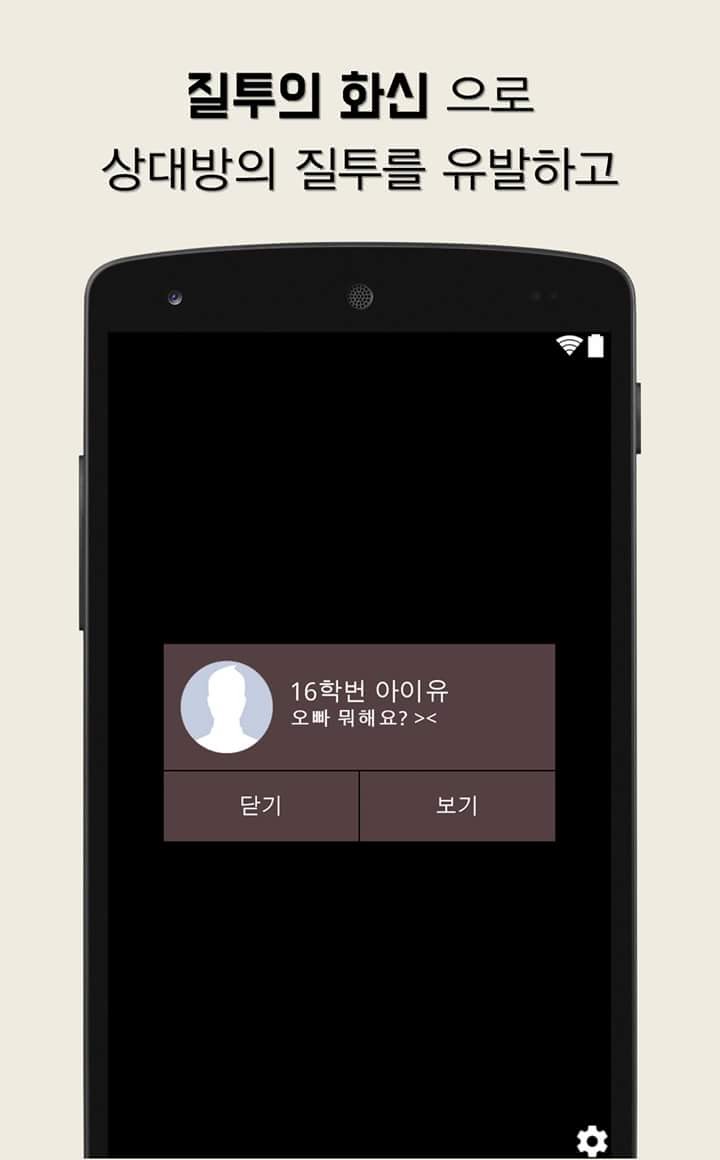 질투의 화신 으로
상대방의 질투를 유발하고
16학번 아이유
오빠 뭐해요? ><
닫기
보기